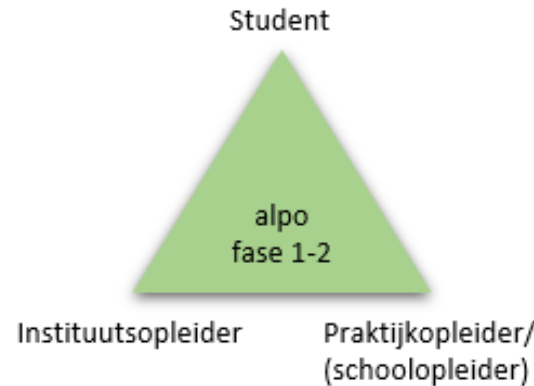 Student
alpo
fase 1-2
Instituutsopleider
Praktijkopleider/
(schoolopleider)